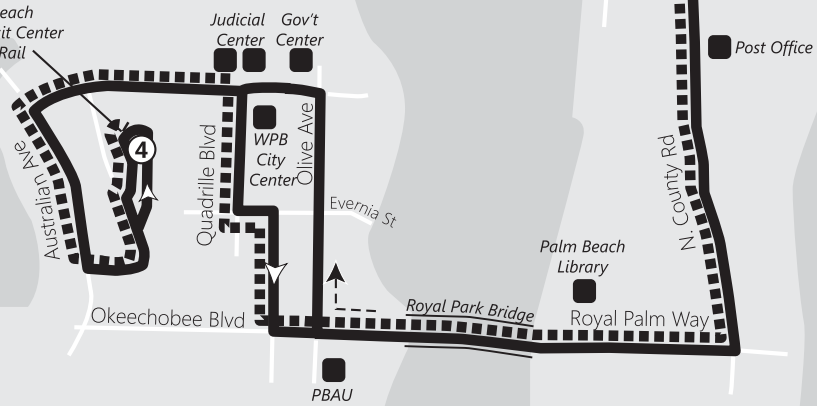 each
it Center
Rail
Judicial
Center
Gov't
Center
Post Office
4
WPB
City
Center
Olive Ave
Quadrille Blvd
Australian Ave
N. County Rd
Evernia St
Palm Beach
Library
Okeechobee Blvd
Royal Park Bridge
Royal Palm Way
PBAU